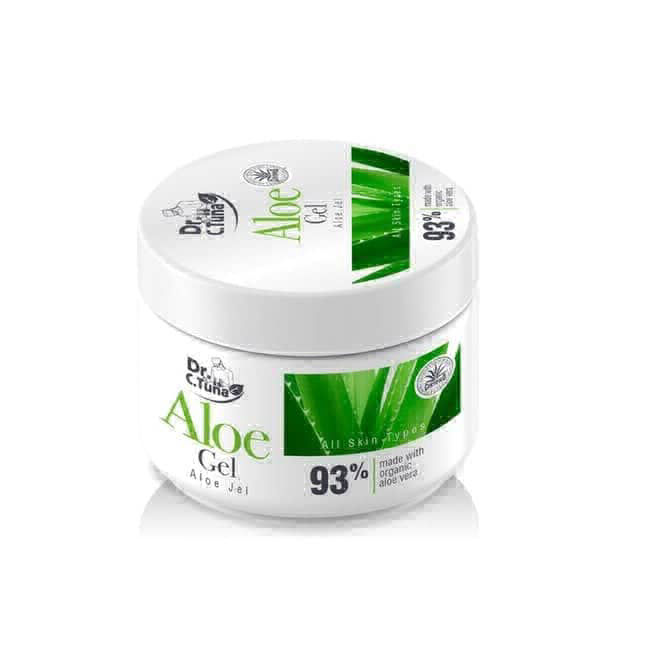 Dr.
C.Tuna
Aloe
Gel
Aloe Jel
All Skin Types
93%
made with
organic
aloe vera
Dr.
C.Tuna
Aloe
Gel
Aloe Jel
All Skin-Types
93%
made with
organic
aloe vera